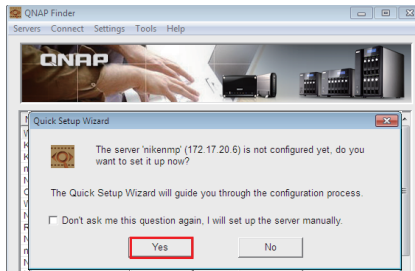 QNAP Finder
Servers Connect Settings Tools Help
QNAP
Quick Setup Wizard
The server 'nikenmp' (172.17.20.6) is not configured yet, do you
want to set it up now?
The Quick Setup Wizard will guide you through the configuration process.
Don't ask me this question again, I will set up the server manually.
Yes No